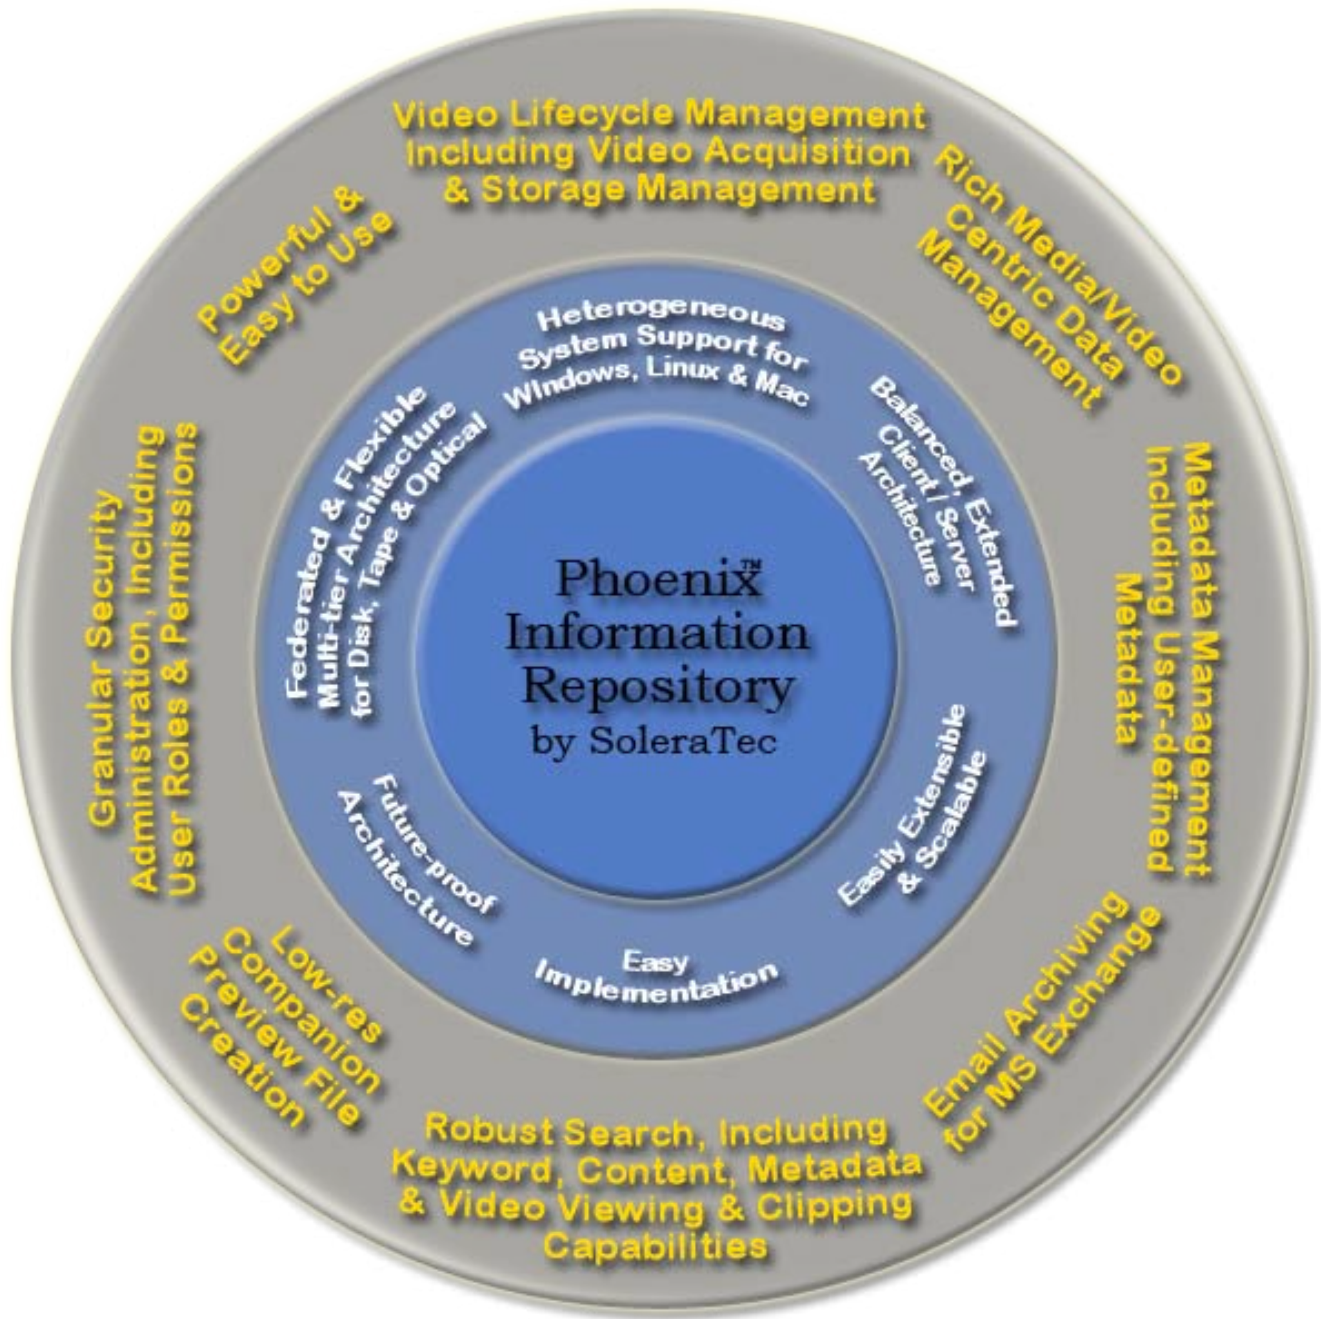 Video Lifecycle Management
Including Video Acquisition
& Storage Management
Rich Media/Video
Centric Data
Management
Metadata Management
Including User-defined
Metadata
Email Archiving
for MS Exchange
Robust Search, Including
Keyword, Content, Metadata
& Video Viewing & Clipping
Capabilities
Low-res
Companion
Preview File
Creation
Granular Security
Administration, Including
User Roles & Permissions
Powerful &
Easy to Use
Heterogeneous
System Support for
WIndows, Linux & Mac
Balanced, Extended
Client / Server
Architecture
Easily Extensible
& Scalable
Easy
Implementation
Future-proof
Architecture
Federated & Flexible
Multi-tier Architecture
for Disk, Tape & Optical
Phoenix™
Information
Repository
by SoleraTec